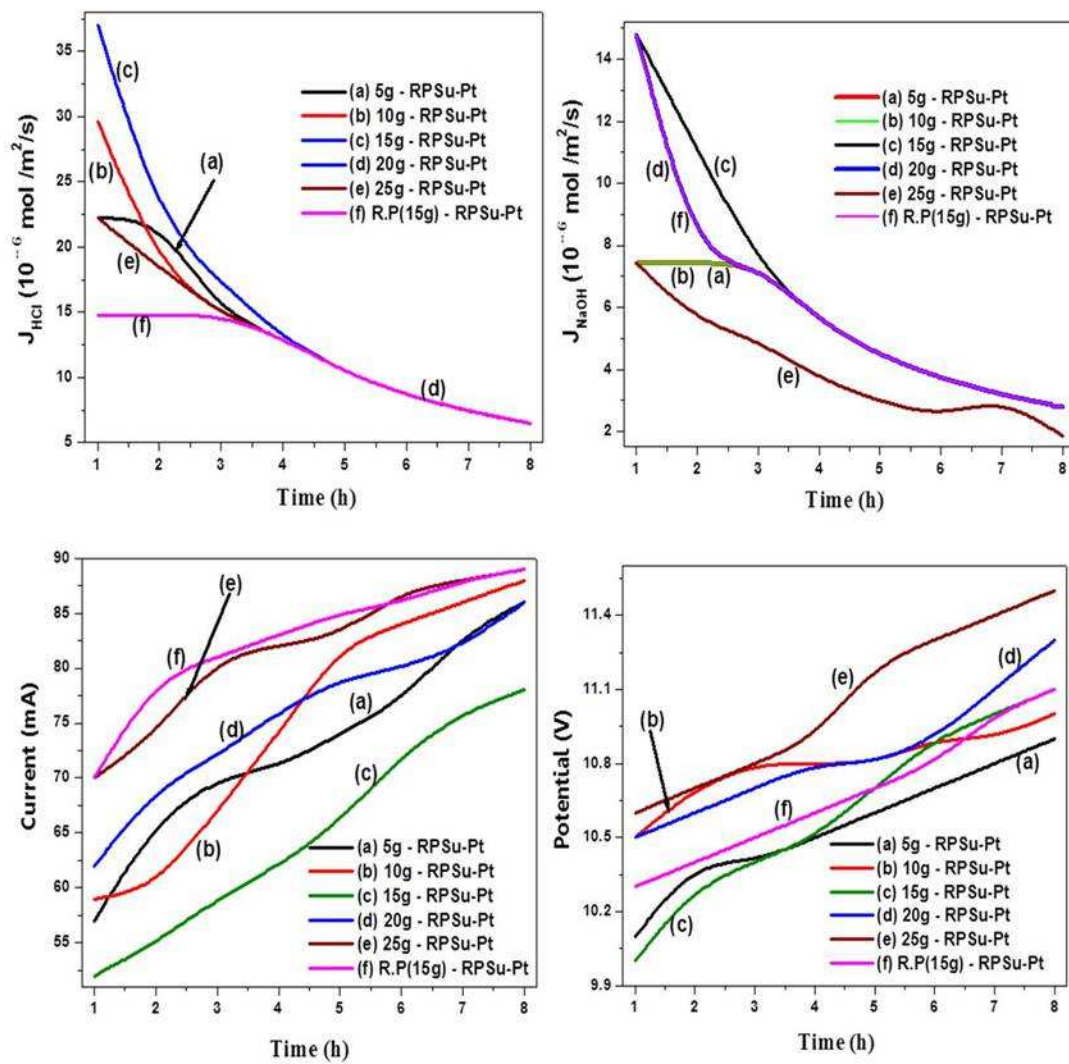 J_HCl (10⁻⁶ mol /m²/s)
35
30
25
20
15
10
5
(c)
(b)
(a)
(e)
(f)
(d)
(a) 5g - RPSu-Pt
(b) 10g - RPSu-Pt
(c) 15g - RPSu-Pt
(d) 20g - RPSu-Pt
(e) 25g - RPSu-Pt
(f) R.P(15g) - RPSu-Pt
1 2 3 4 5 6 7 8
Time (h)
J_NaOH (10⁻⁶ mol /m²/s)
14
12
10
8
6
4
2
(d)
(c)
(f)
(b)
(a)
(e)
(a) 5g - RPSu-Pt
(b) 10g - RPSu-Pt
(c) 15g - RPSu-Pt
(d) 20g - RPSu-Pt
(e) 25g - RPSu-Pt
(f) R.P(15g) - RPSu-Pt
1 2 3 4 5 6 7 8
Time (h)
Current (mA)
90
85
80
75
70
65
60
55
(e)
(f)
(d)
(a)
(c)
(b)
(a) 5g - RPSu-Pt
(b) 10g - RPSu-Pt
(c) 15g - RPSu-Pt
(d) 20g - RPSu-Pt
(e) 25g - RPSu-Pt
(f) R.P(15g) - RPSu-Pt
1 2 3 4 5 6 7 8
Time (h)
Potential (V)
11.4
11.1
10.8
10.5
10.2
9.9
(d)
(e)
(b)
(a)
(f)
(c)
(a) 5g - RPSu-Pt
(b) 10g - RPSu-Pt
(c) 15g - RPSu-Pt
(d) 20g - RPSu-Pt
(e) 25g - RPSu-Pt
(f) R.P(15g) - RPSu-Pt
1 2 3 4 5 6 7 8
Time (h)